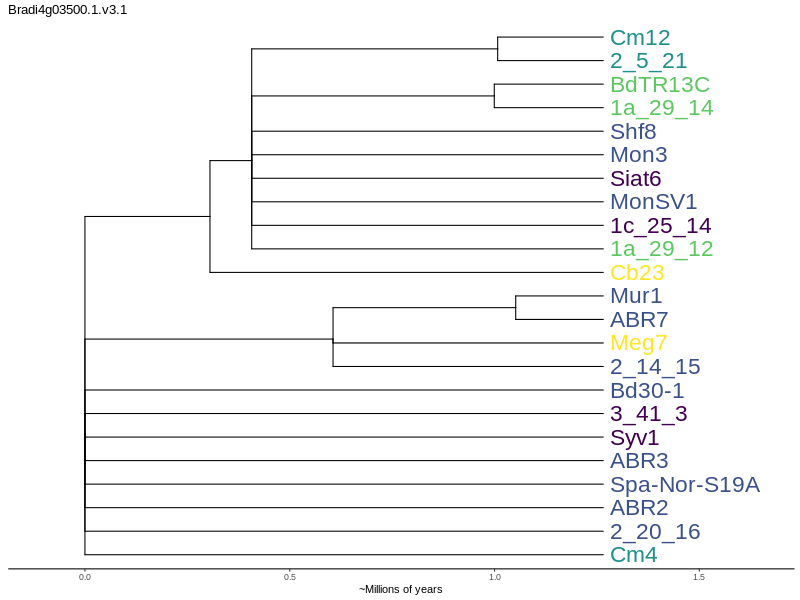 Bradi4g03500.1.v3.1
Cm12
2_5_21
BdTR13C
1a_29_14
Shf8
Mon3
Siat6
MonSV1
1c_25_14
1a_29_12
Cb23
Mur1
ABR7
Meg7
2_14_15
Bd30-1
3_41_3
Syv1
ABR3
Spa-Nor-S19A
ABR2
2_20_16
Cm4
0.0 0.5 1.0 1.5
~Millions of years